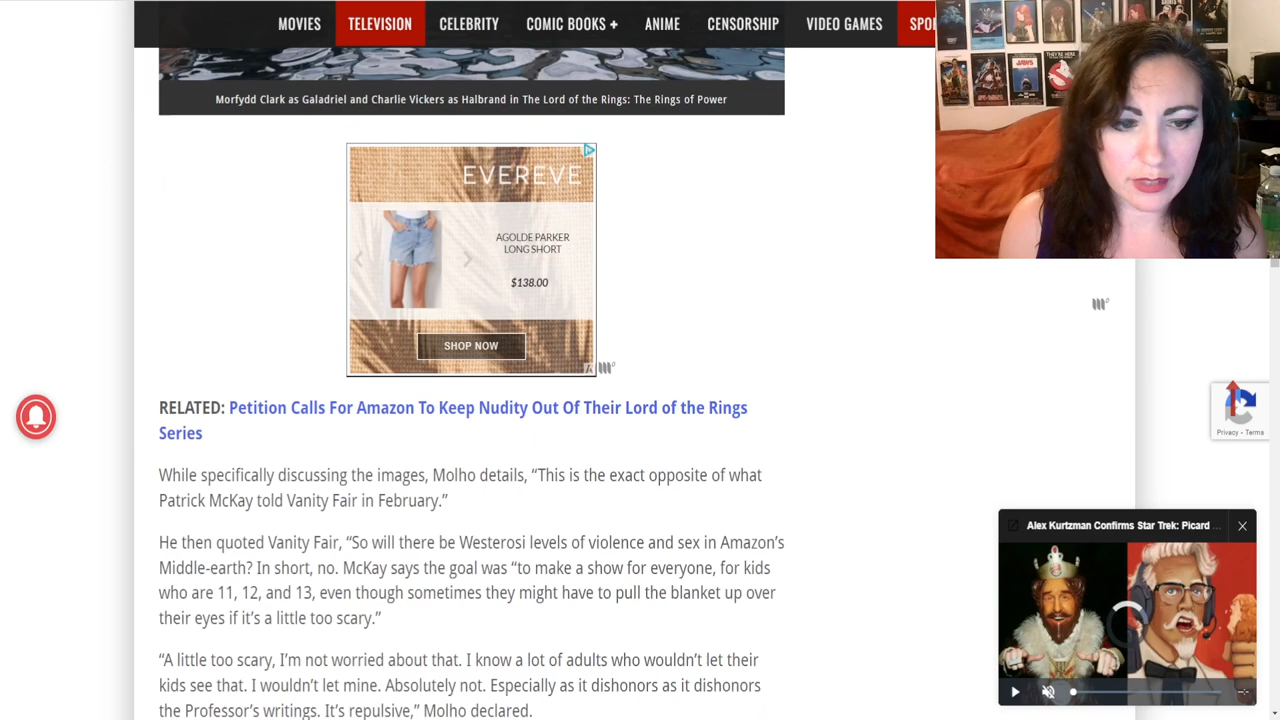 MOVIES TELEVISION CELEBRITY COMIC BOOKS + ANIME CENSORSHIP VIDEO GAMES
Morfydd Clark as Galadriel and Charlie Vickers as Halbrand in The Lord of the Rings: The Rings of Power
EVEREVE
AGOLDE PARKER
LONG SHORT
$138.00
SHOP NOW
RELATED: Petition Calls For Amazon To Keep Nudity Out Of Their Lord of the Rings
Series
While specifically discussing the images, Molho details, “This is the exact opposite of what
Patrick McKay told Vanity Fair in February.”
He then quoted Vanity Fair, “So will there be Westerosi levels of violence and sex in Amazon’s
Middle-earth? In short, no. McKay says the goal was “to make a show for everyone, for kids
who are 11, 12, and 13, even though sometimes they might have to pull the blanket up over
their eyes if it’s a little too scary.”
“A little too scary, I’m not worried about that. I know a lot of adults who wouldn’t let their
kids see that. I wouldn’t let mine. Absolutely not. Especially as it dishonors as it dishonors
the Professor’s writings. It’s repulsive,” Molho declared.
JAWS
Privacy - Terms
Alex Kurtzman Confirms Star Trek: Picard ...